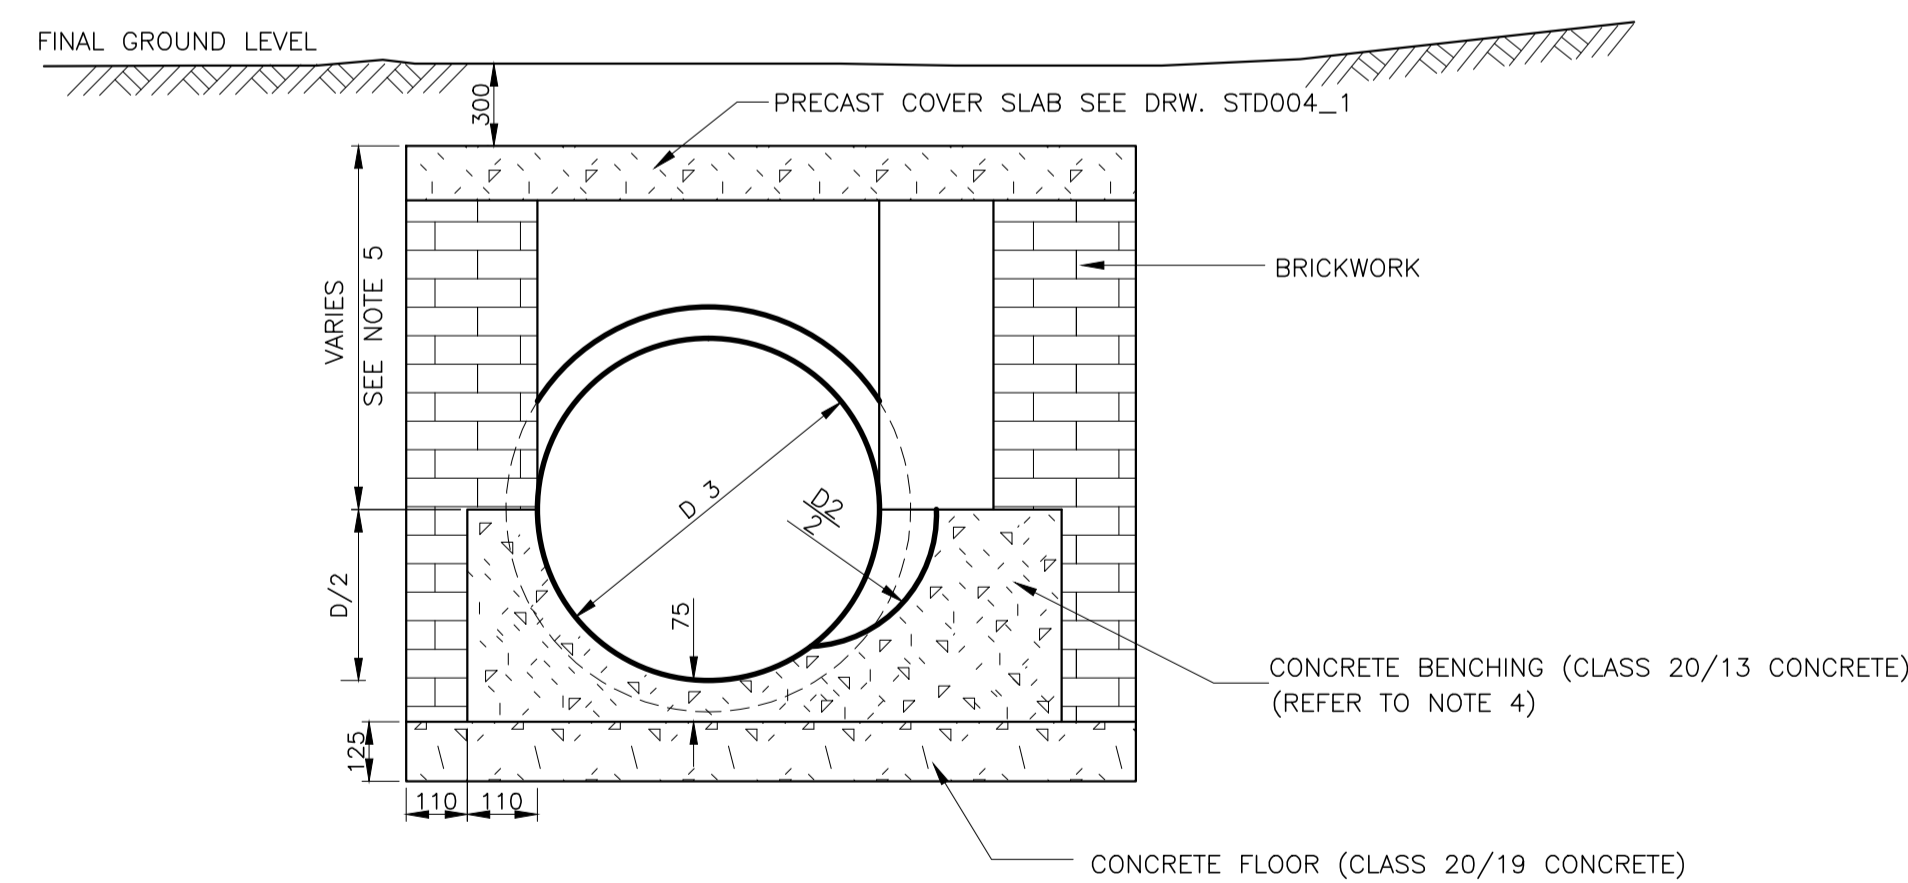 FINAL GROUND LEVEL
300
PRECAST COVER SLAB SEE DRW. STD004_1
VARIES
SEE NOTE 5
BRICKWORK
D 3
D2
2
D/2
75
CONCRETE BENCHING (CLASS 20/13 CONCRETE)
(REFER TO NOTE 4)
125
110
110
CONCRETE FLOOR (CLASS 20/19 CONCRETE)